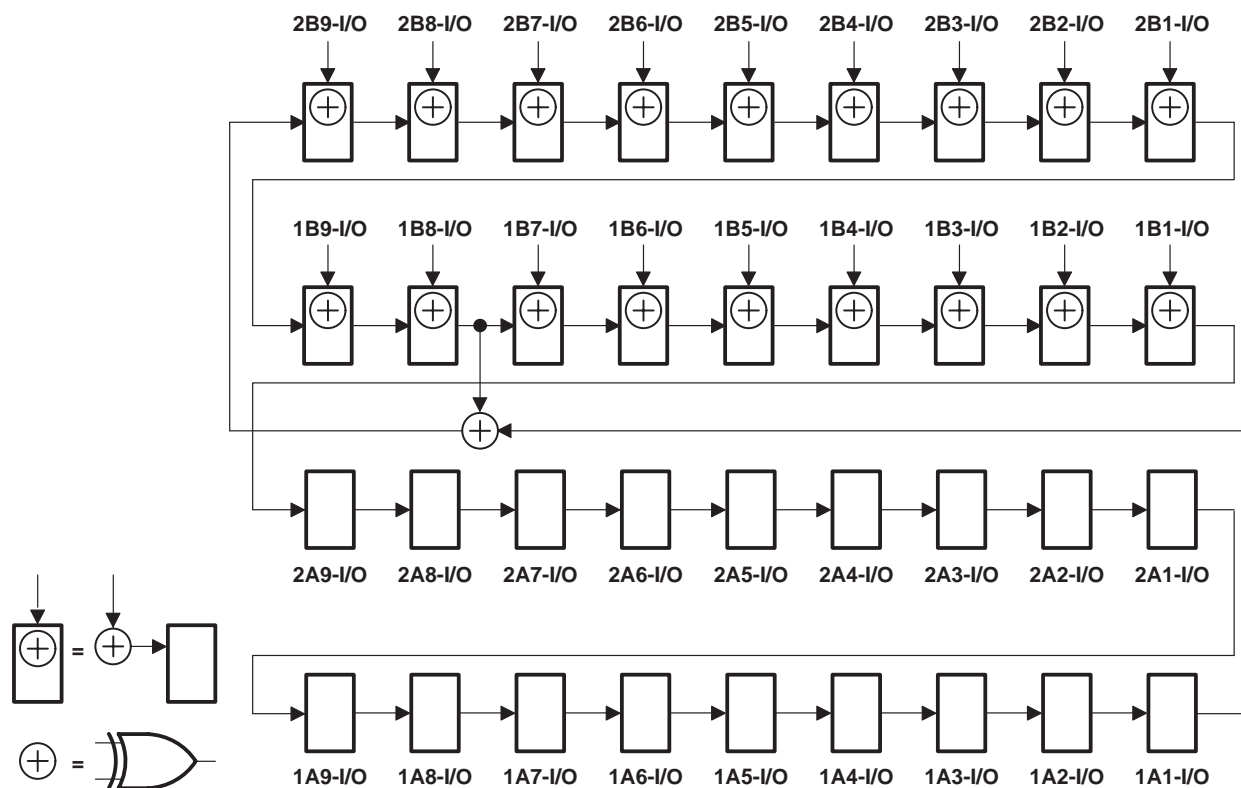 2B9-I/O 2B8-I/O 2B7-I/O 2B6-I/O 2B5-I/O 2B4-I/O 2B3-I/O 2B2-I/O 2B1-I/O
1B9-I/O 1B8-I/O 1B7-I/O 1B6-I/O 1B5-I/O 1B4-I/O 1B3-I/O 1B2-I/O 1B1-I/O
2A9-I/O 2A8-I/O 2A7-I/O 2A6-I/O 2A5-I/O 2A4-I/O 2A3-I/O 2A2-I/O 2A1-I/O
=
=
1A9-I/O 1A8-I/O 1A7-I/O 1A6-I/O 1A5-I/O 1A4-I/O 1A3-I/O 1A2-I/O 1A1-I/O